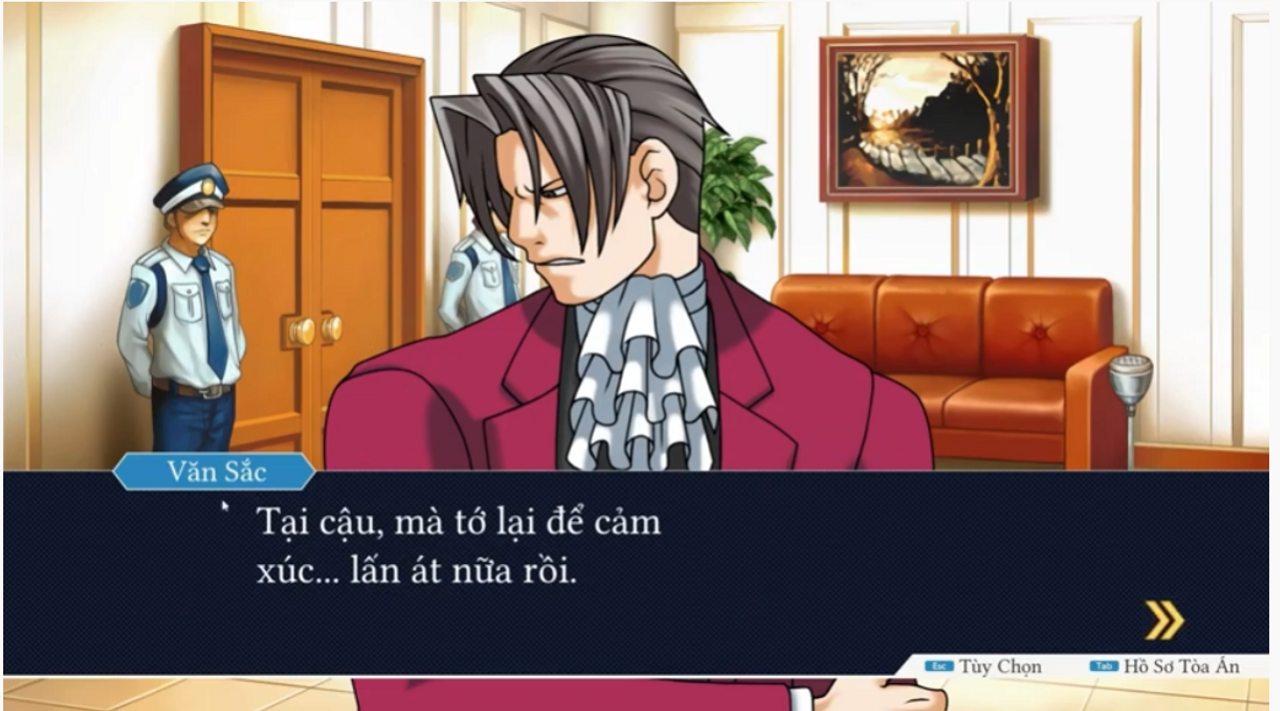 Văn Sắc
Tại cậu, mà tớ lại để cảm
xúc... lấn át nữa rồi.
Esc Tùy Chọn
Tab Hồ Sơ Tòa Án